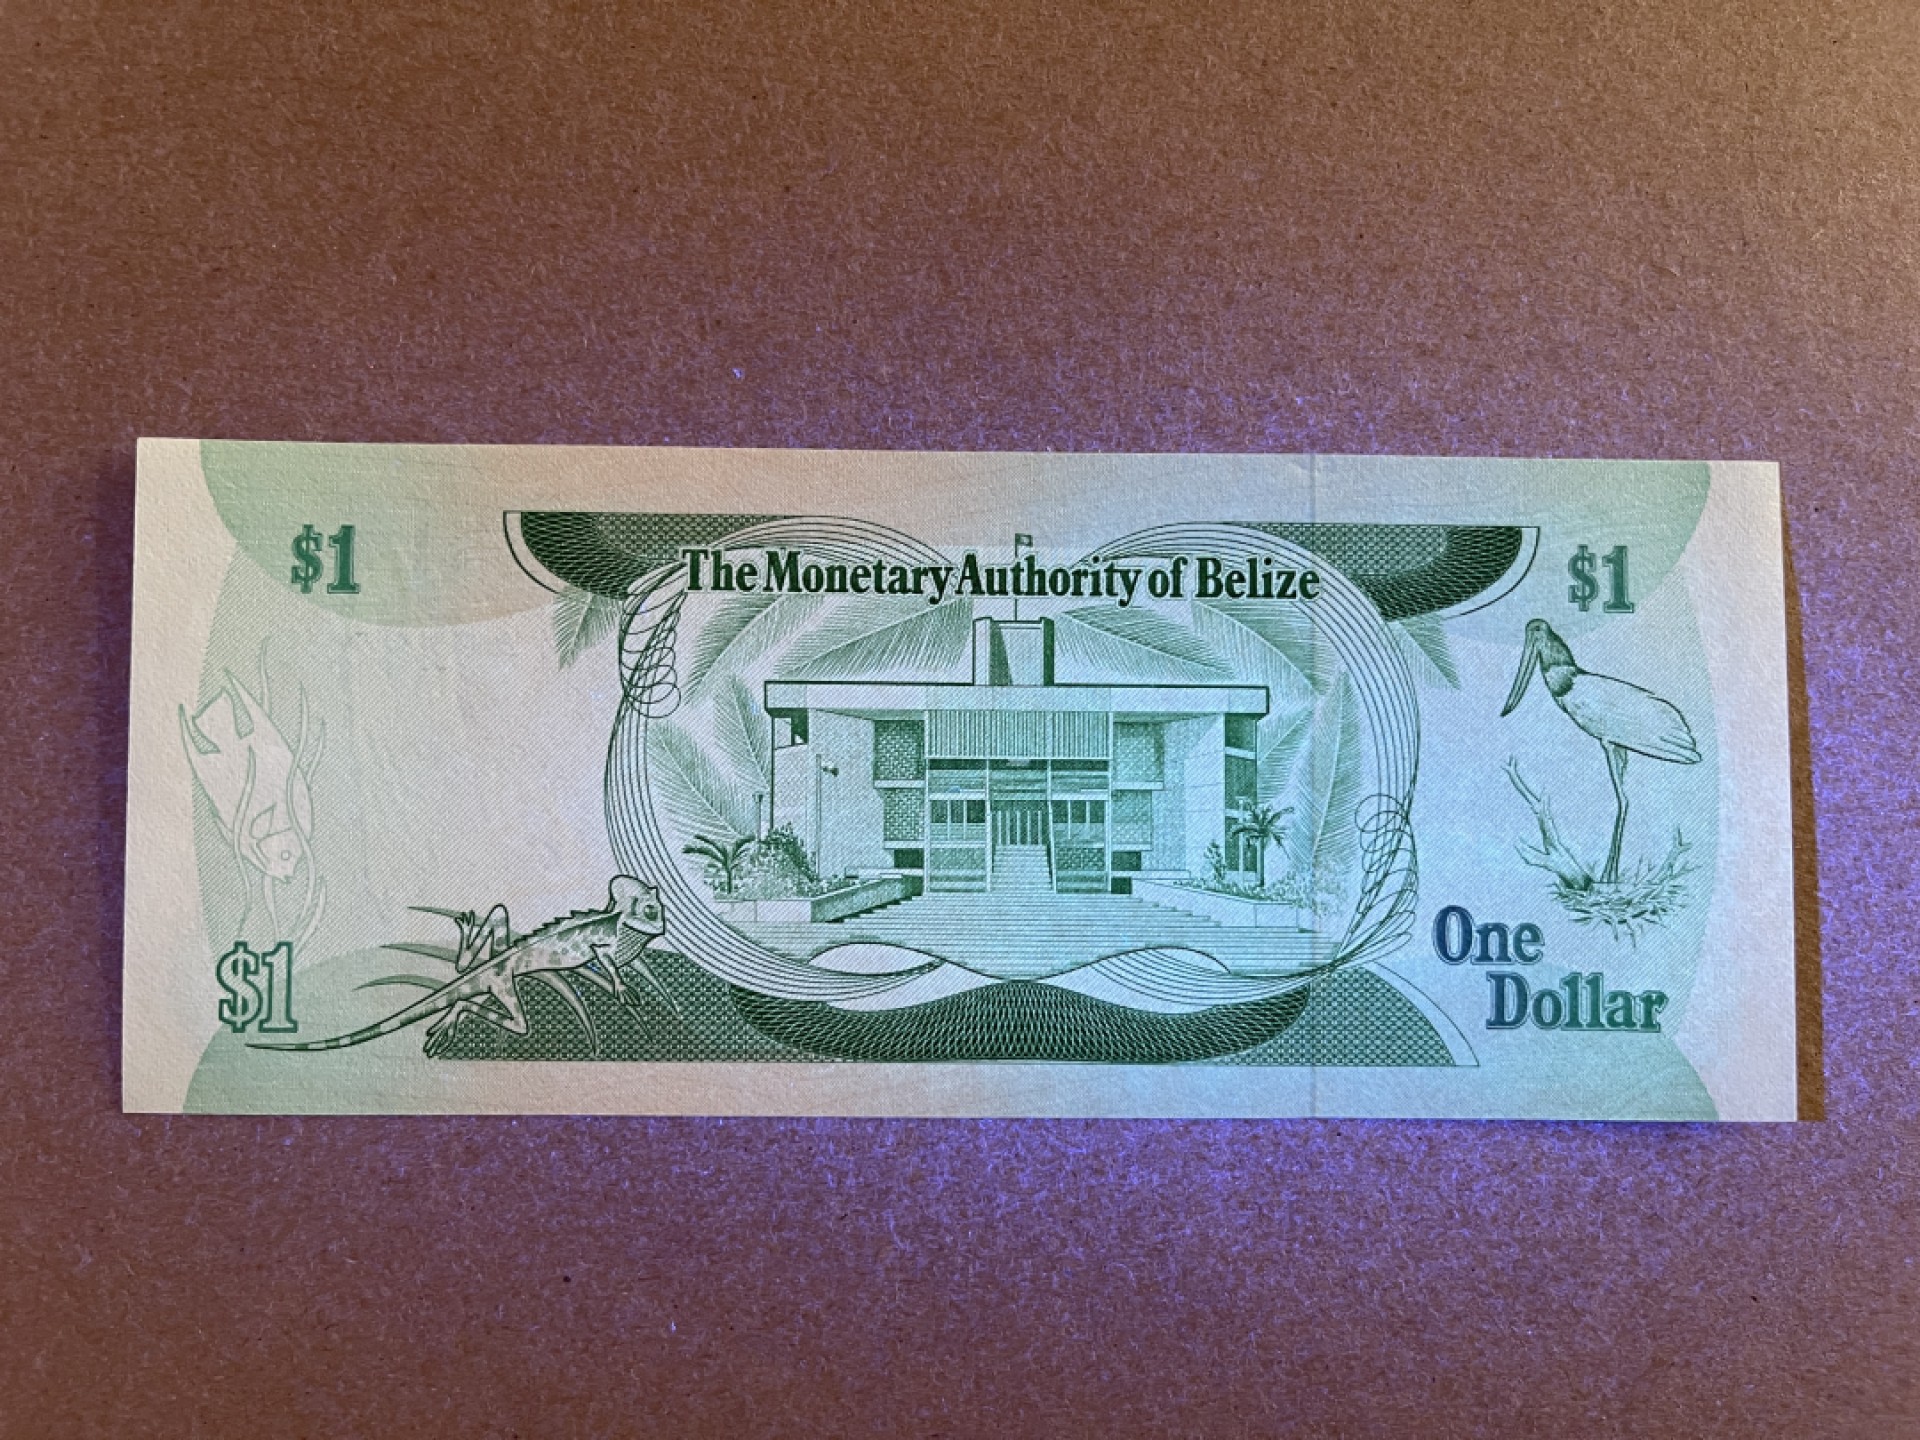 $1
The Monetary Authority of Belize
$1
$1
One
Dollar